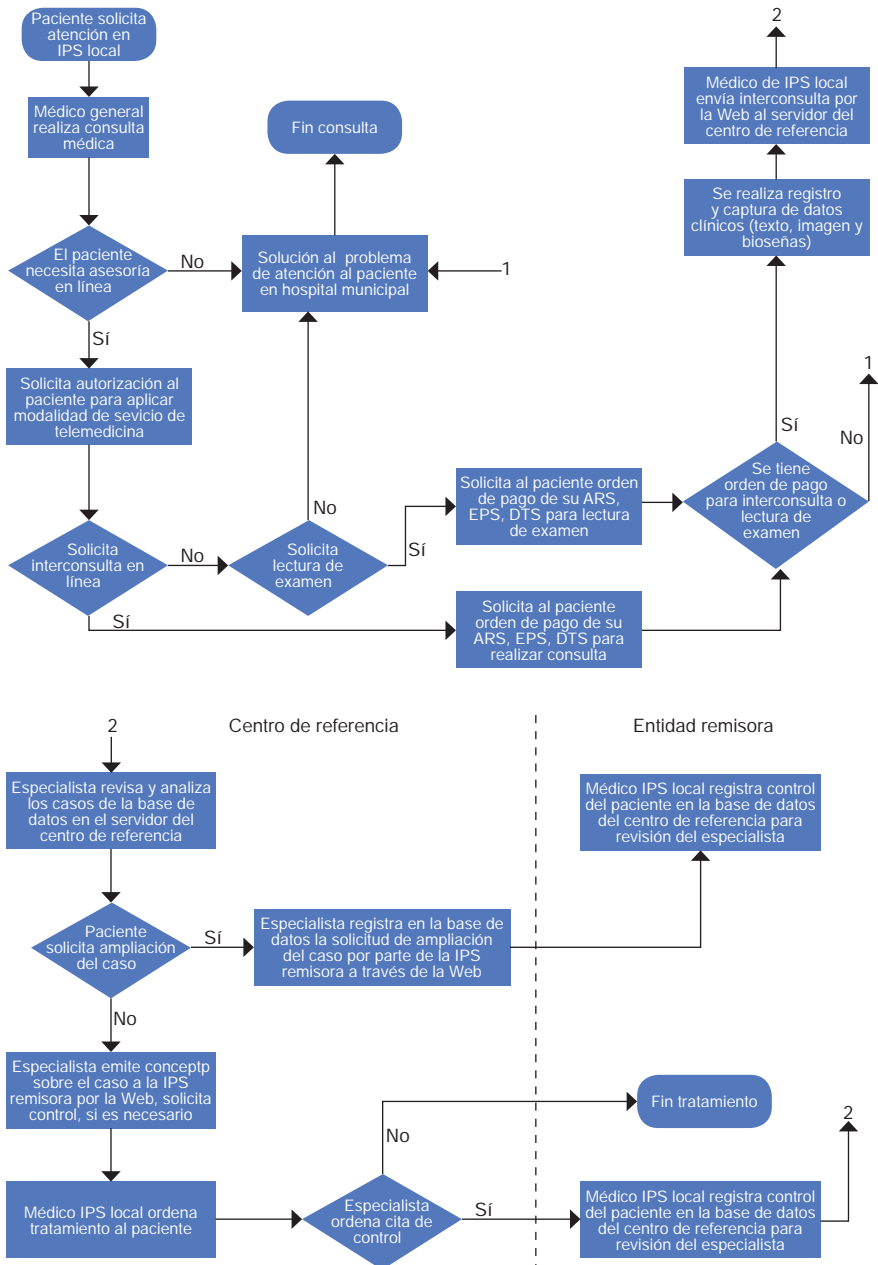 Paciente solicita
atención en
IPS local
Médico general
realiza consulta
médica
El paciente
necesita asesoría
en línea
No
Sí
Solución al problema
de atención al paciente
en hospital municipal
1
Fin consulta
Solicita autorización al
paciente para aplicar
modalidad de sevicio de
telemedicina
Solicita
interconsulta en
línea
No
Sí
Solicita
lectura de
examen
No
Sí
Solicita al paciente orden
de pago de su ARS,
EPS, DTS para lectura
de examen
Solicita al paciente
orden de pago de su
ARS, EPS, DTS para
realizar consulta
Se tiene
orden de pago
para interconsulta o
lectura de
examen
Sí
No
1
Se realiza registro
y captura de datos
clínicos (texto, imagen y
bioseñas)
Médico de IPS local
envía interconsulta por
la Web al servidor del
centro de referencia
2
Centro de referencia
Entidad remisora
2
Especialista revisa y analiza
los casos de la base de
datos en el servidor del
centro de referencia
Paciente
solicita ampliación
del caso
Sí
No
Especialista registra en la base de
datos la solicitud de ampliación
del caso por parte de la IPS
remisora a través de la Web
Médico IPS local registra control
del paciente en la base de datos
del centro de referencia para
revisión del especialista
Especialista emite conceptp
sobre el caso a la IPS
remisora por la Web, solicita
control, si es necesario
Médico IPS local ordena
tratamiento al paciente
Especialista
ordena cita de
control
No
Sí
Fin tratamiento
Médico IPS local registra control
del paciente en la base de datos
del centro de referencia para
revisión del especialista
2